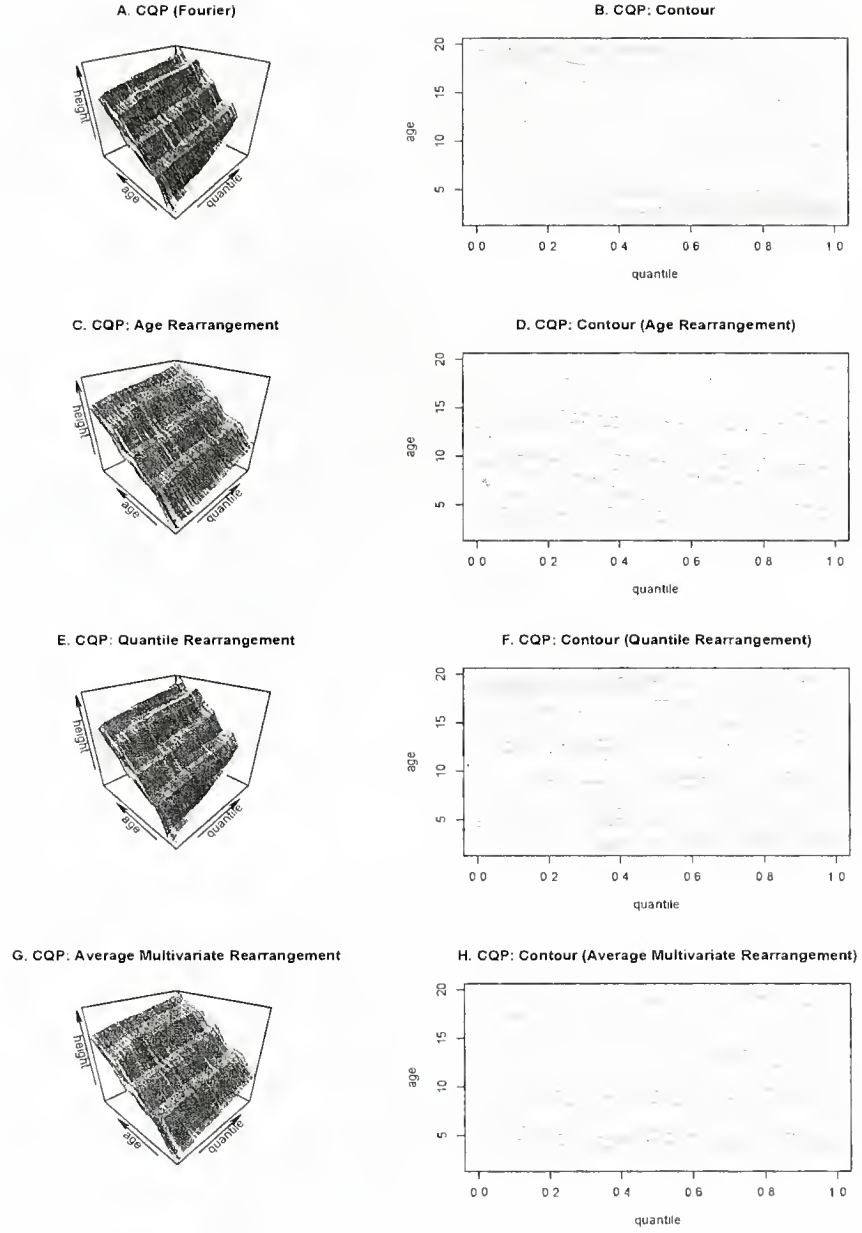 A. CQP (Fourier)
B. CQP: Contour
height
age
quantile
age
20
15
10
5
0 0
0 2
0 4
0 6
0 8
1 0
quantile
C. CQP: Age Rearrangement
D. CQP: Contour (Age Rearrangement)
height
age
quantile
age
20
15
10
5
0 0
0 2
0 4
0 6
0 8
1 0
quantile
E. CQP: Quantile Rearrangement
F. CQP: Contour (Quantile Rearrangement)
height
age
quantile
age
20
15
10
5
0 0
0 2
0 4
0 6
0 8
1 0
quantile
G. CQP: Average Multivariate Rearrangement
H. CQP: Contour (Average Multivariate Rearrangement)
height
age
quantile
age
20
15
10
5
0 0
0 2
0 4
0 6
0 8
1 0
quantile